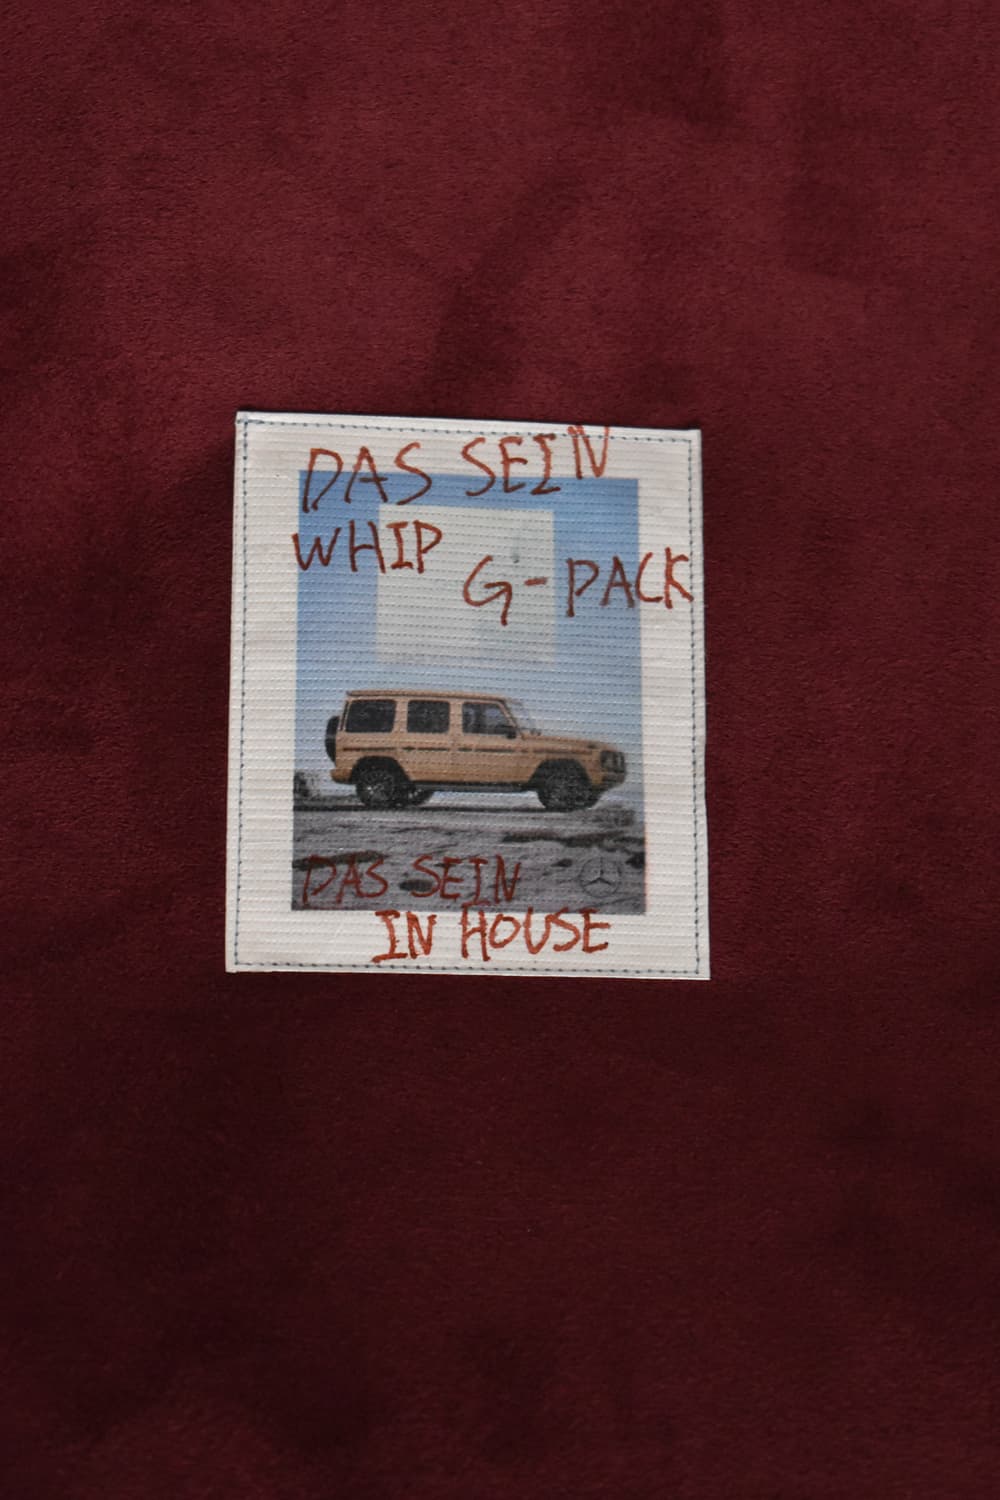 DAS SEIN
WHIP
G-PACK
DAS SEIN
IN HOUSE